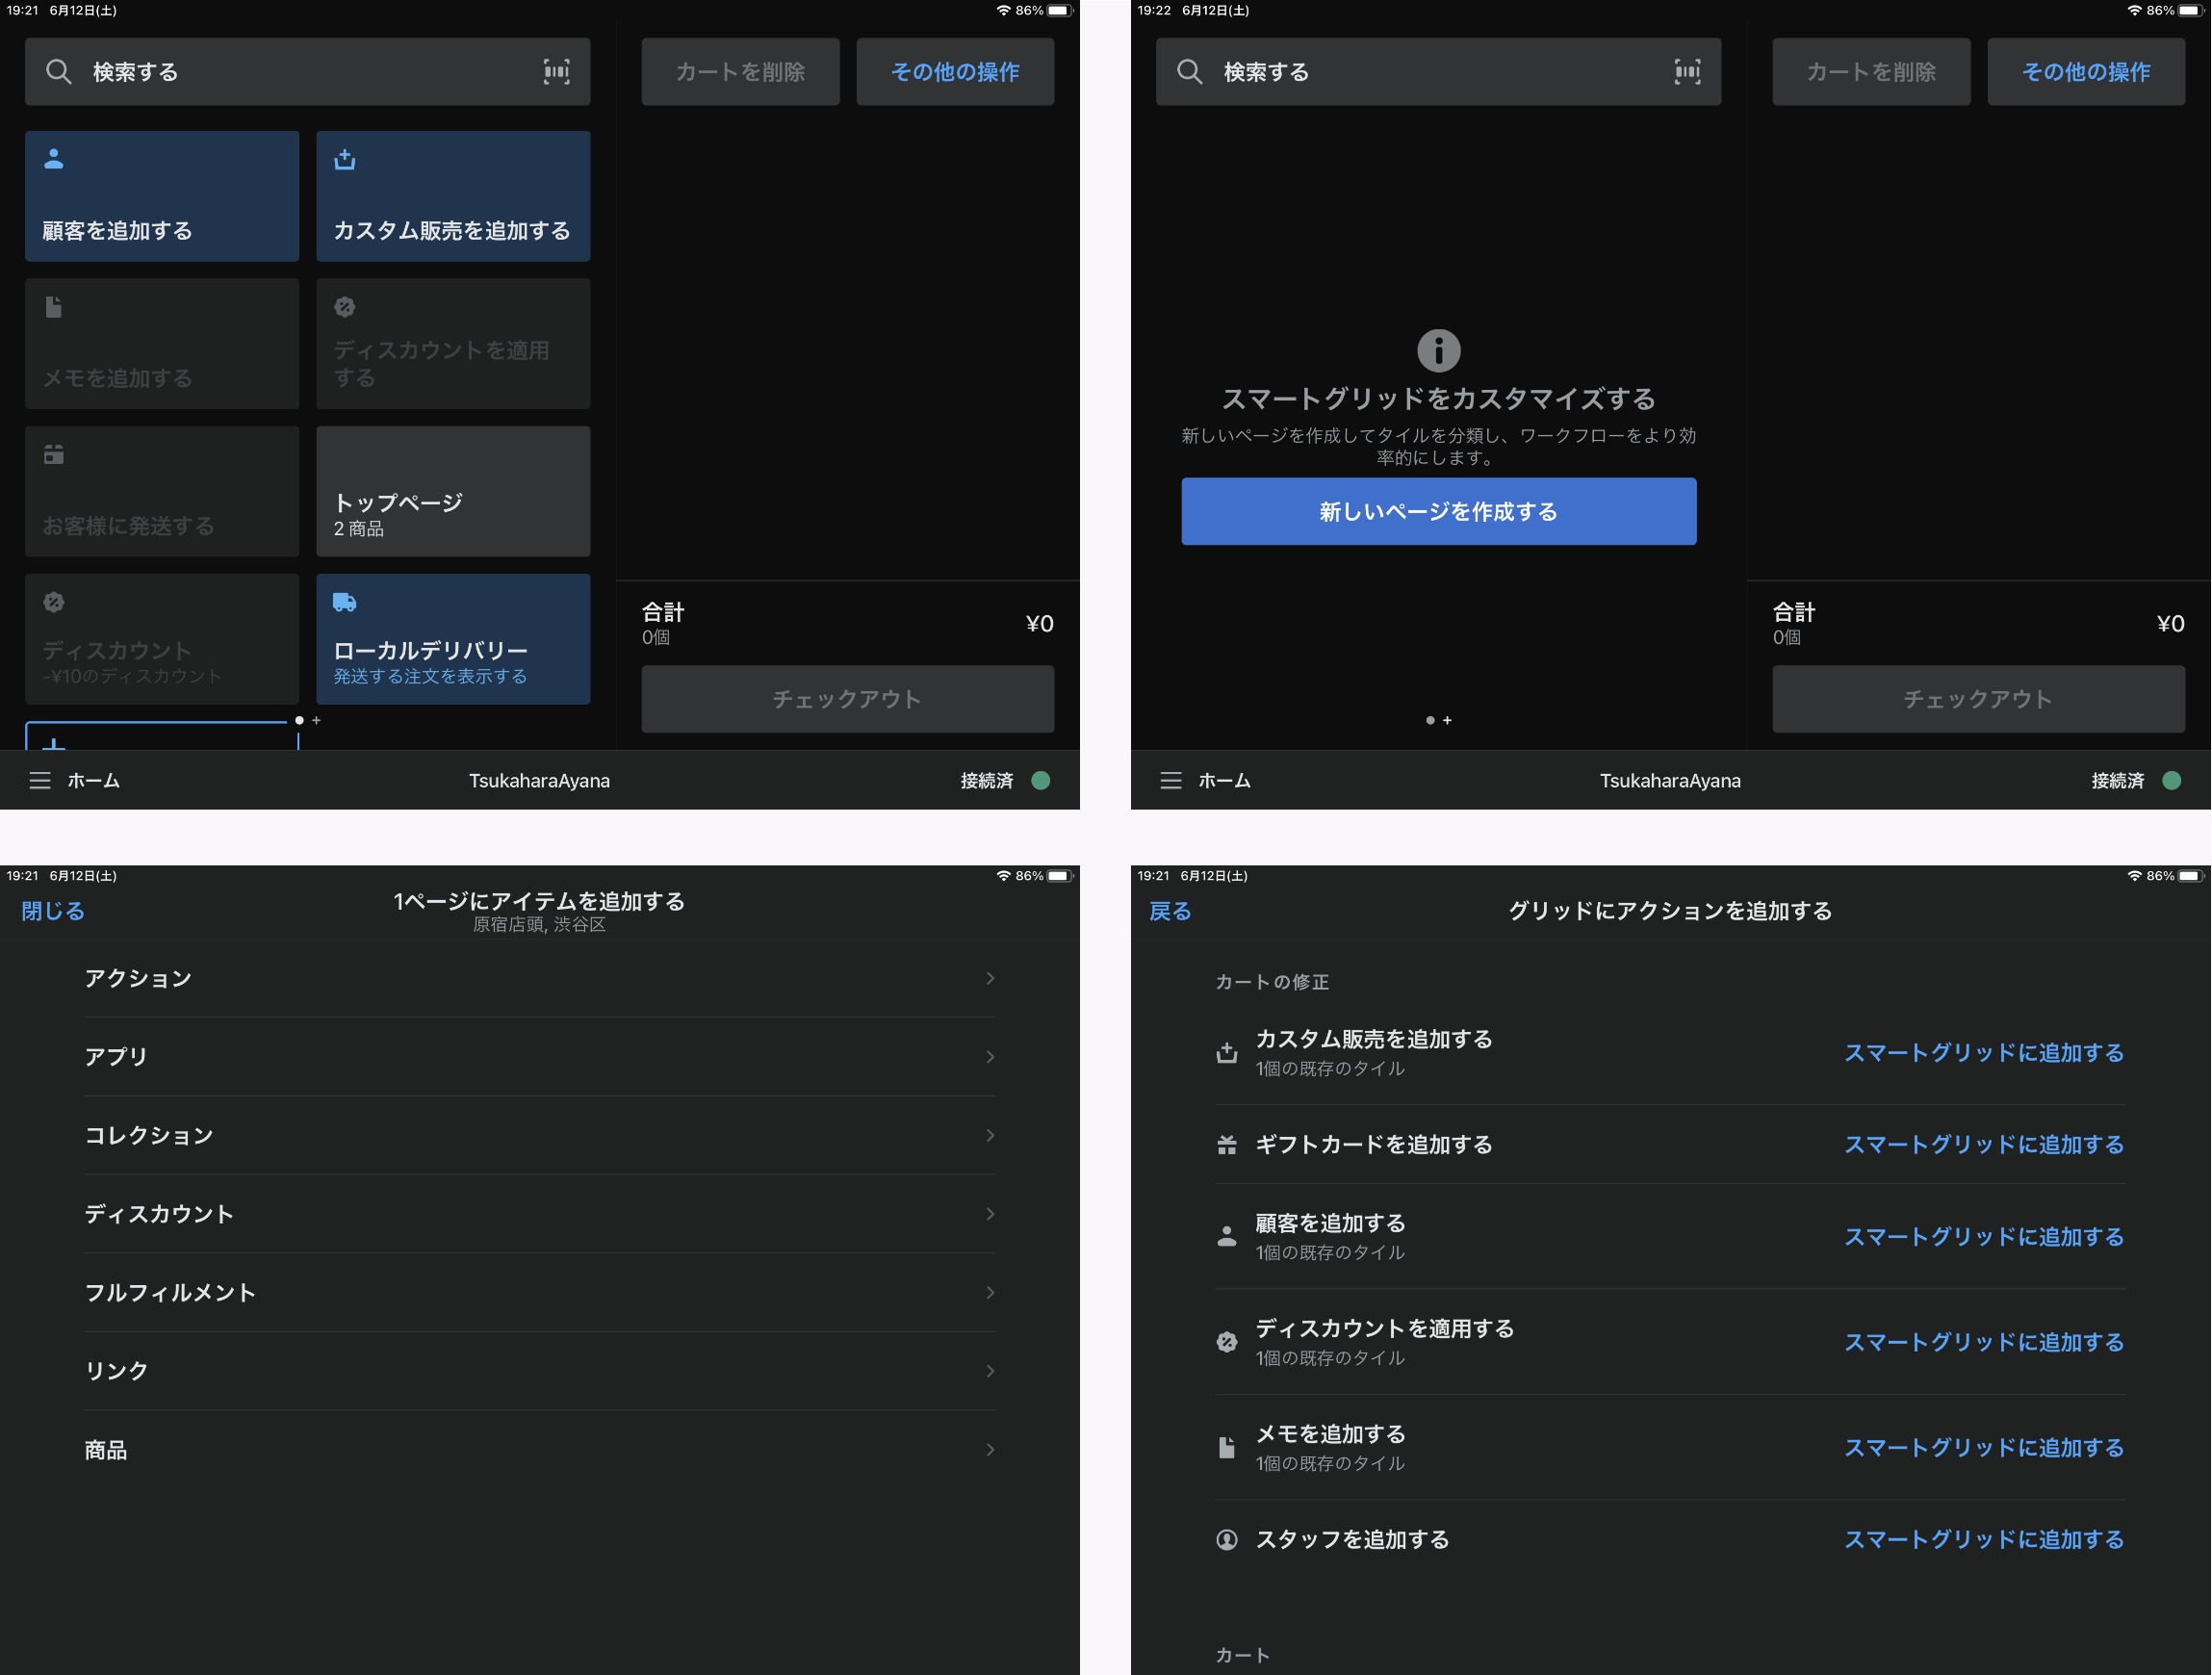 19:21 6月12日(土)
86%
検索する
カートを削除
その他の操作
顧客を追加する
カスタム販売を追加する
メモを追加する
ディスカウントを適用
する
お客様に発送する
トップページ
2 商品
ディスカウント
-¥10のディスカウント
ローカルデリバリー
発送する注文を表示する
合計
0個
¥0
チェックアウト
ホーム
TsukaharaAyana
接続済
19:22 6月12日(土)
86%
検索する
カートを削除
その他の操作
スマートグリッドをカスタマイズする
新しいページを作成してタイルを分類し、ワークフローをより効
率的にします。
新しいページを作成する
合計
0個
¥0
チェックアウト
ホーム
TsukaharaAyana
接続済
19:21 6月12日(土)
86%
閉じる
1ページにアイテムを追加する
原宿店頭, 渋谷区
アクション
アプリ
コレクション
ディスカウント
フルフィルメント
リンク
商品
19:21 6月12日(土)
86%
戻る
グリッドにアクションを追加する
カートの修正
カスタム販売を追加する
1個の既存のタイル
スマートグリッドに追加する
ギフトカードを追加する
スマートグリッドに追加する
顧客を追加する
1個の既存のタイル
スマートグリッドに追加する
ディスカウントを適用する
1個の既存のタイル
スマートグリッドに追加する
メモを追加する
1個の既存のタイル
スマートグリッドに追加する
スタッフを追加する
スマートグリッドに追加する
カート